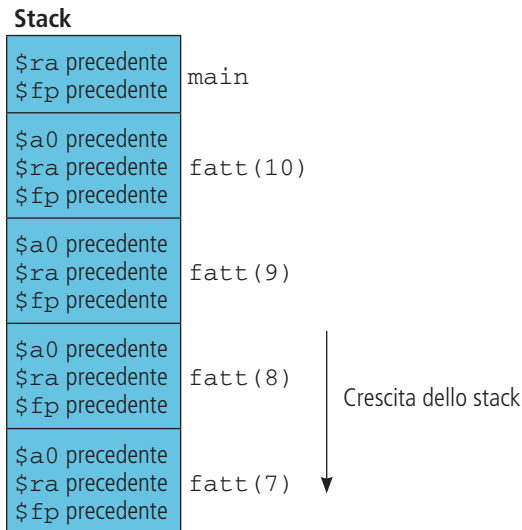 Stack
$ra precedente
$fp precedente
main
$a0 precedente
$ra precedente
$fp precedente
fatt(10)
$a0 precedente
$ra precedente
$fp precedente
fatt(9)
$a0 precedente
$ra precedente
$fp precedente
fatt(8)
Crescita dello stack
$a0 precedente
$ra precedente
$fp precedente
fatt(7)